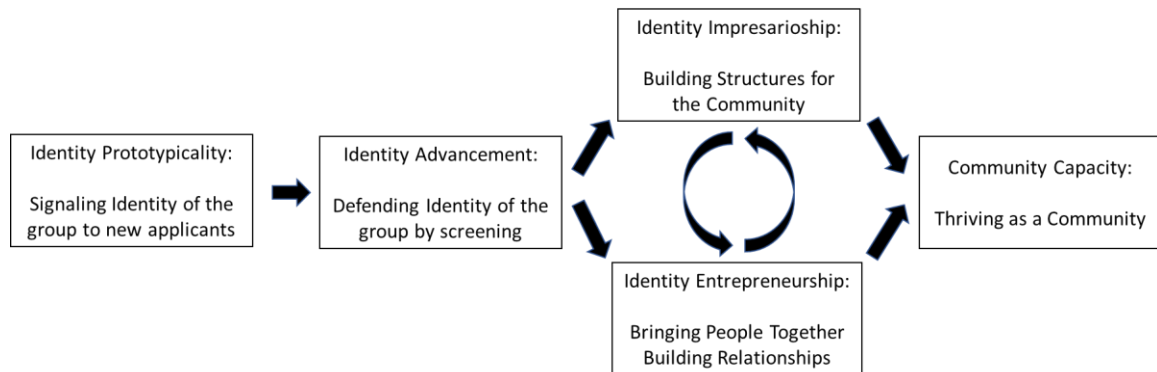 Identity Prototypicality:
Signaling Identity of the
group to new applicants
Identity Advancement:
Defending Identity of the
group by screening
Identity Impresarioship:
Building Structures for
the Community
Identity Entrepreneurship:
Bringing People Together
Building Relationships
Community Capacity:
Thriving as a Community